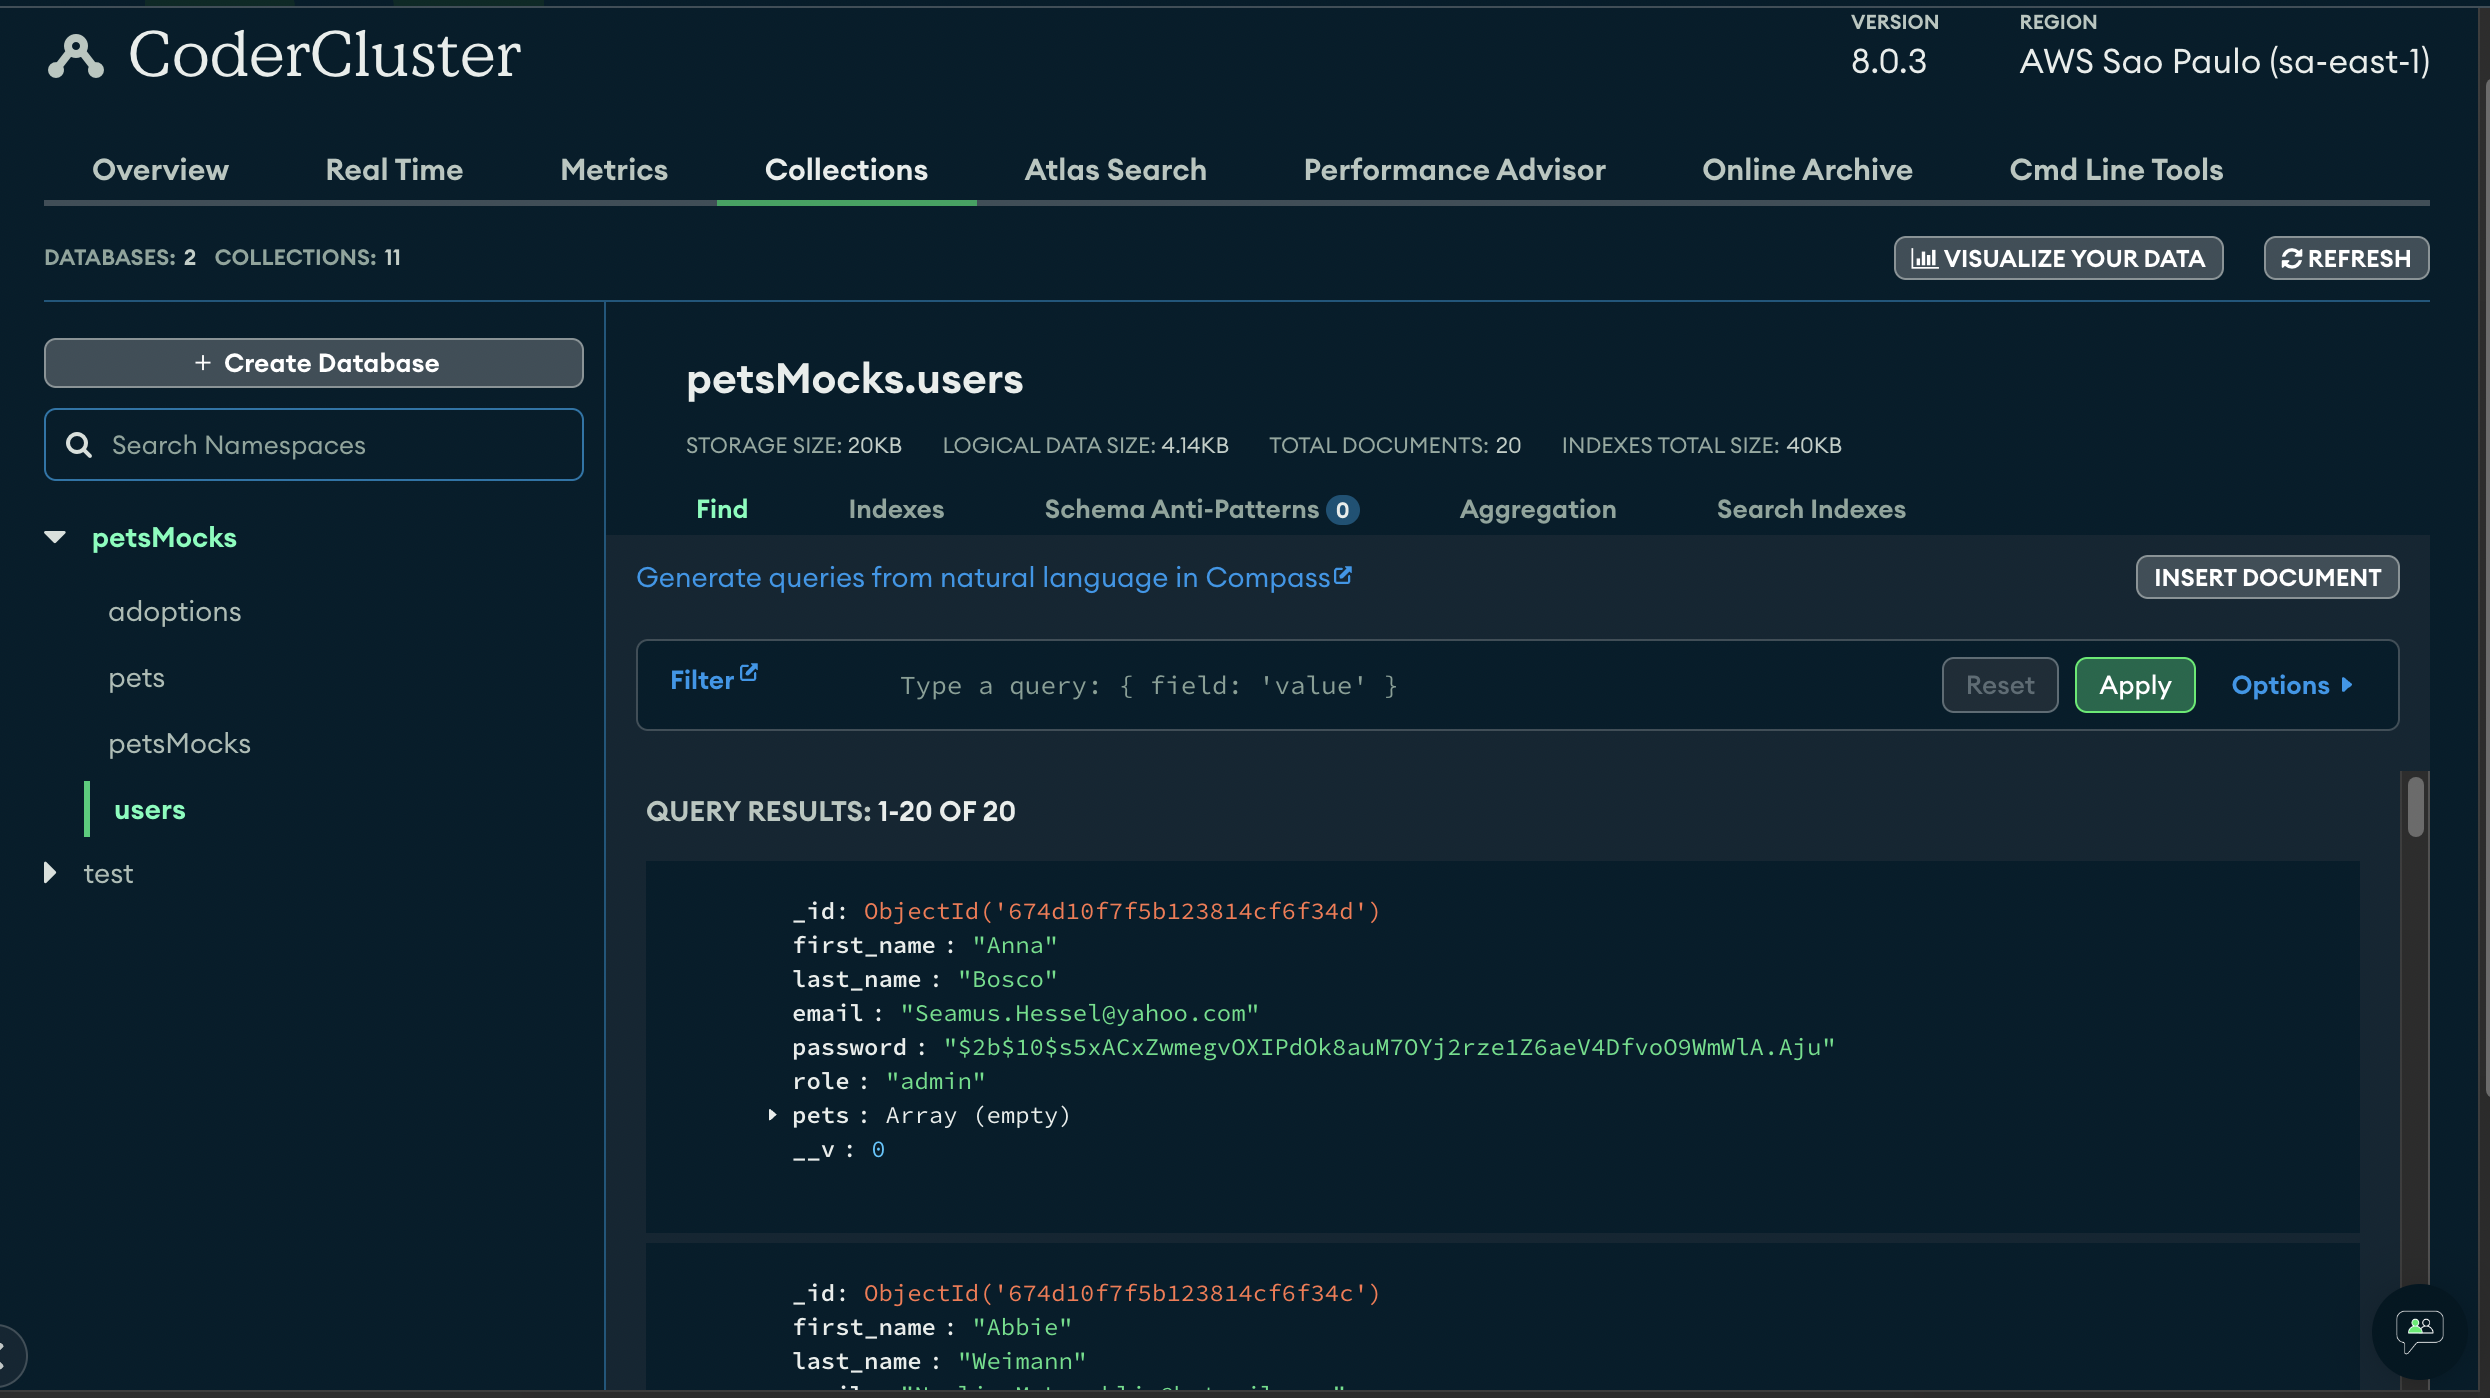 CoderCluster
VERSION
8.0.3
REGION
AWS Sao Paulo (sa-east-1)
Overview
Real Time
Metrics
Collections
Atlas Search
Performance Advisor
Online Archive
Cmd Line Tools
DATABASES: 2 COLLECTIONS: 11
VISUALIZE YOUR DATA
REFRESH
+ Create Database
Search Namespaces
petsMocks
adoptions
pets
petsMocks
users
test
petsMocks.users
STORAGE SIZE: 20KB LOGICAL DATA SIZE: 4.14KB TOTAL DOCUMENTS: 20 INDEXES TOTAL SIZE: 40KB
Find
Indexes
Schema Anti-Patterns 0
Aggregation
Search Indexes
Generate queries from natural language in Compass
INSERT DOCUMENT
Filter
Type a query: { field: 'value' }
Reset
Apply
Options
QUERY RESULTS: 1-20 OF 20
_id: ObjectId('674d10f7f5b123814cf6f34d')
first_name : "Anna"
last_name : "Bosco"
email : "Seamus.Hessel@yahoo.com"
password : "$2b$10$s5xACxZwmegvOXIPdOk8auM7OYj2rze1Z6aeV4DfvoO9WmWlA.Aju"
role : "admin"
pets : Array (empty)
__v : 0
_id: ObjectId('674d10f7f5b123814cf6f34c')
first_name : "Abbie"
last_name : "Weimann"